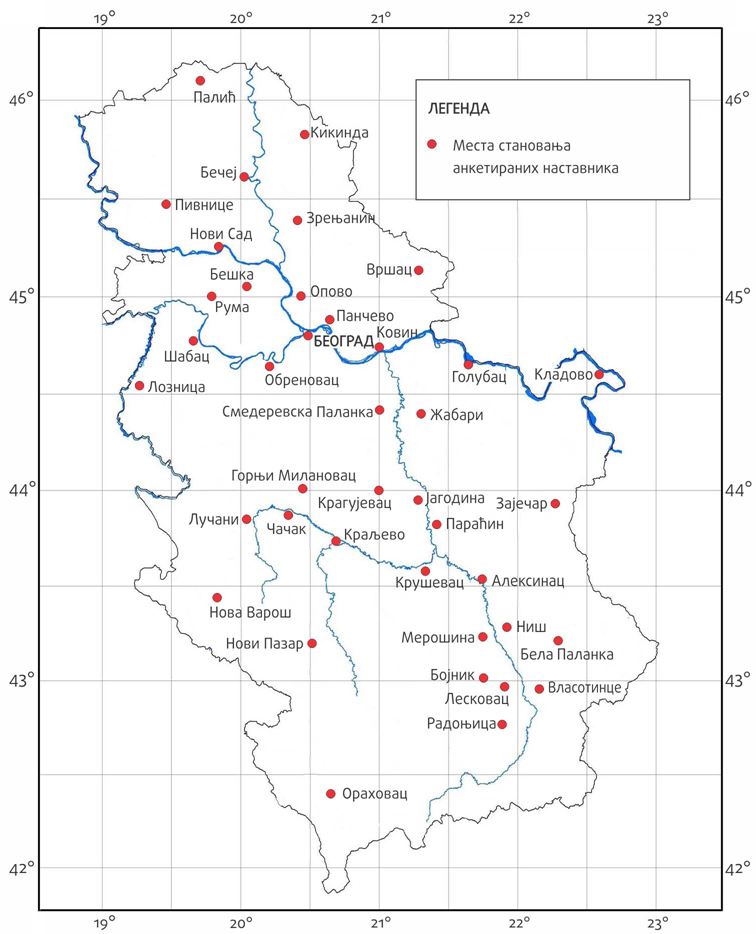 19°
20°
21°
22°
23°
46°
46°
ЛЕГЕНДА
Места становања
анкетираних наставника
Палић
Кикинда
Бечеј
Пивнице
Зрењанин
Нови Сад
Вршац
Бешка
45°
45°
Опово
Рума
Панчево
Ковин
БЕОГРАД
Шабац
Голубац
Кладово
Обреновац
Лозница
Смедеревска Паланка
Жабари
Горњи Милановац
44°
44°
Крагујевац
Јагодина
Зајечар
Лучани
Чачак
Параћин
Краљево
Крушевац
Алексинац
Нова Варош
Ниш
Мерошина
Нови Пазар
Бела Паланка
43°
43°
Бојник
Власотинце
Лесковац
Радоњица
Ораховац
42°
42°
19°
20°
21°
22°
23°